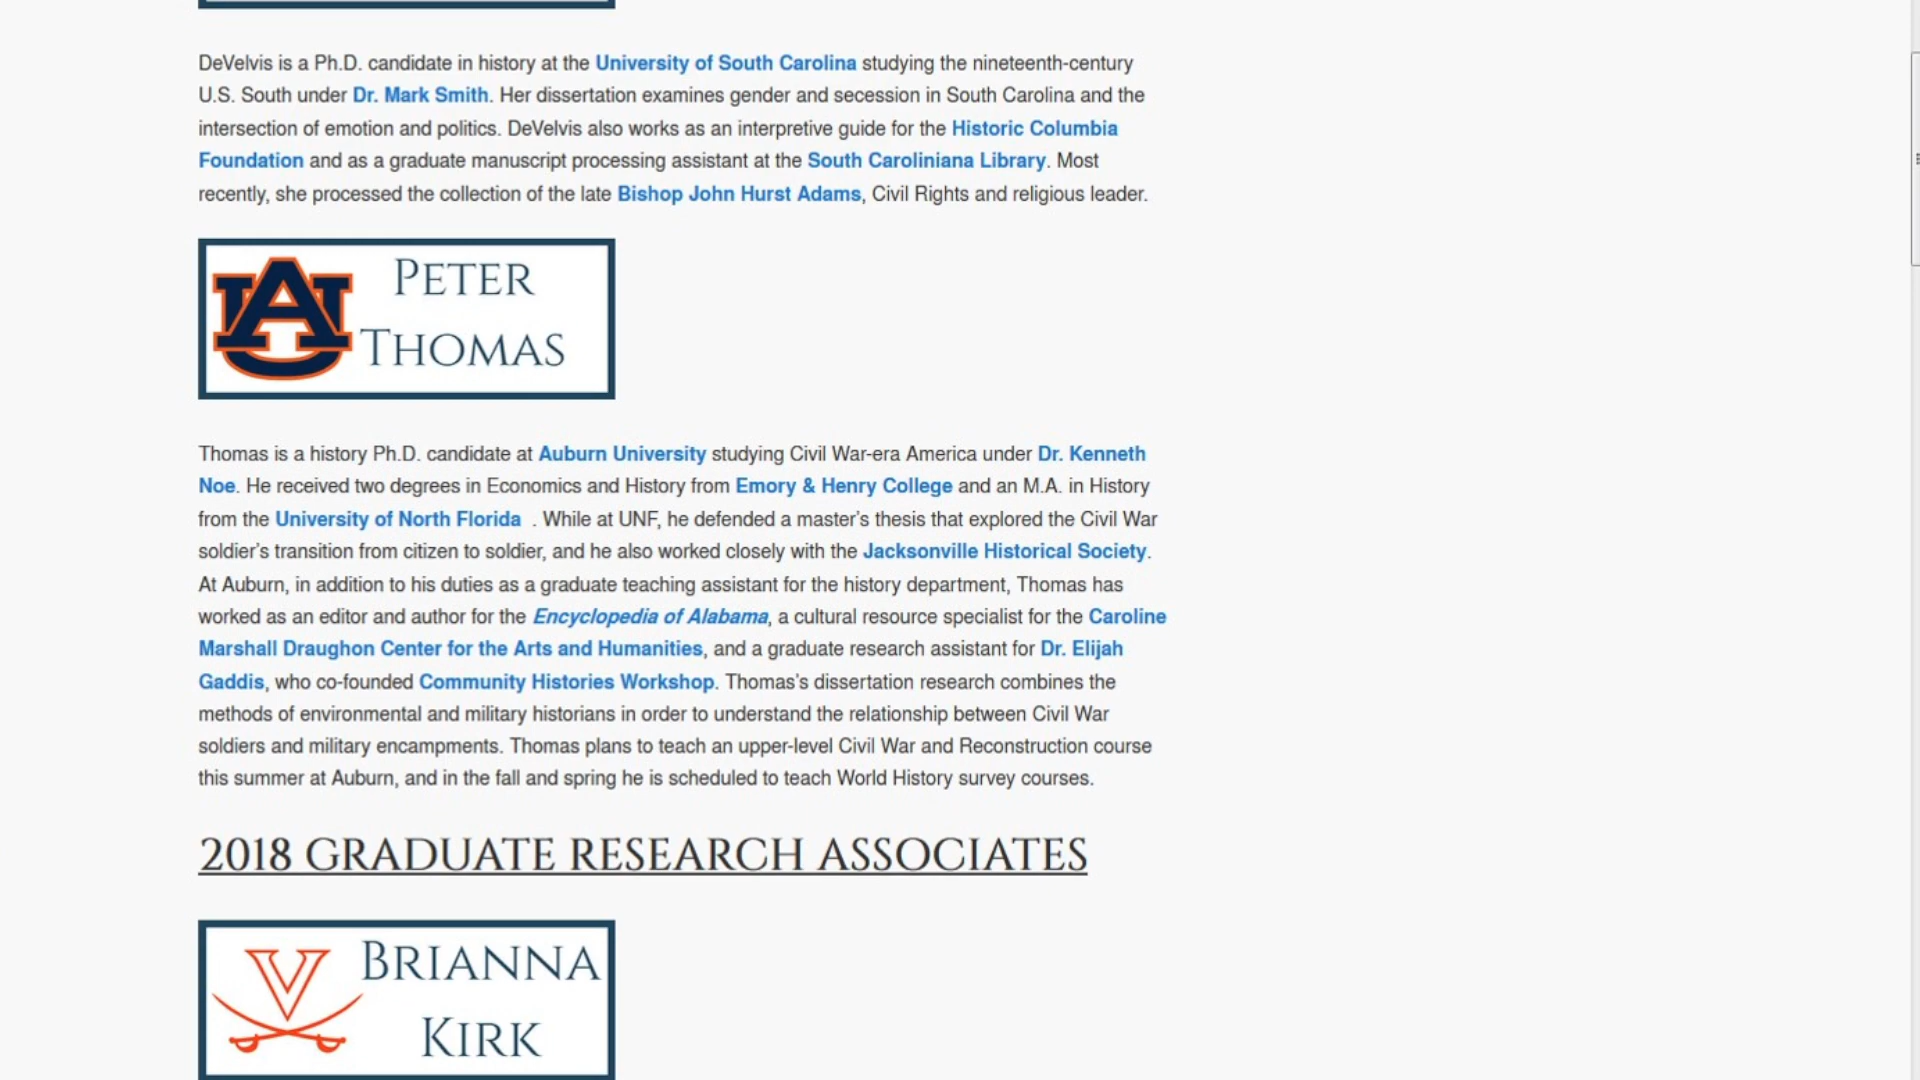 DeVelvis is a Ph.D. candidate in history at the University of South Carolina studying the nineteenth-century
U.S. South under Dr. Mark Smith. Her dissertation examines gender and secession in South Carolina and the
intersection of emotion and politics. DeVelvis also works as an interpretive guide for the Historic Columbia
Foundation and as a graduate manuscript processing assistant at the South Caroliniana Library. Most
recently, she processed the collection of the late Bishop John Hurst Adams, Civil Rights and religious leader.
AU
PETER
THOMAS
Thomas is a history Ph.D. candidate at Auburn University studying Civil War-era America under Dr. Kenneth
Noe. He received two degrees in Economics and History from Emory & Henry College and an M.A. in History
from the University of North Florida . While at UNF, he defended a master’s thesis that explored the Civil War
soldier’s transition from citizen to soldier, and he also worked closely with the Jacksonville Historical Society.
At Auburn, in addition to his duties as a graduate teaching assistant for the history department, Thomas has
worked as an editor and author for the Encyclopedia of Alabama, a cultural resource specialist for the Caroline
Marshall Draughon Center for the Arts and Humanities, and a graduate research assistant for Dr. Elijah
Gaddis, who co-founded Community Histories Workshop. Thomas’s dissertation research combines the
methods of environmental and military historians in order to understand the relationship between Civil War
soldiers and military encampments. Thomas plans to teach an upper-level Civil War and Reconstruction course
this summer at Auburn, and in the fall and spring he is scheduled to teach World History survey courses.
2018 GRADUATE RESEARCH ASSOCIATES
V
BRIANNA
KIRK